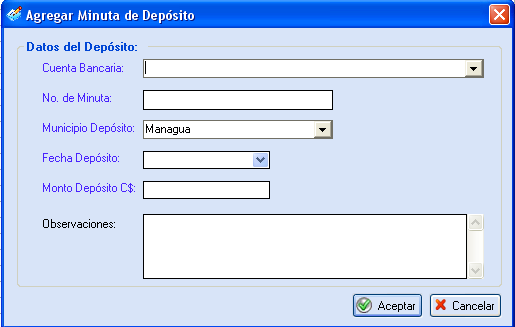 Agregar Minuta de Depósito
Datos del Depósito:
Cuenta Bancaria:
No. de Minuta:
Municipio Depósito: Managua
Fecha Depósito:
Monto Depósito C$:
Observaciones:
Aceptar Cancelar